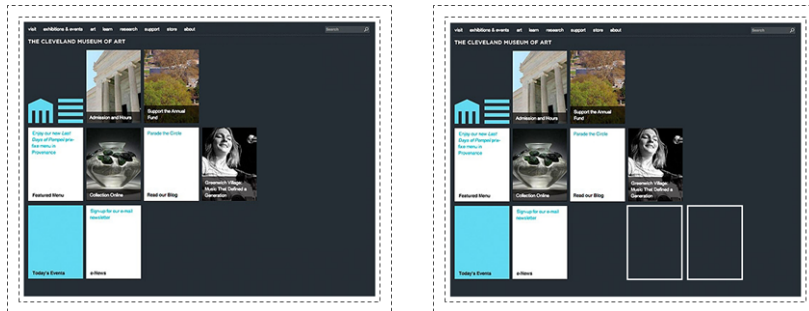 visit exhibitions & events art learn research support store about Search
THE CLEVELAND MUSEUM OF ART
Admission and Hours
Support the Annual
Fund
Enjoy our new Last
Days of Pompeii prix-
fixe menu in
Provenance
Featured Menu
Collection Online
Parade the Circle
Read our Blog
Greenwich Village:
Music That Defined a
Generation
Today's Events
Sign up for our e-mail
newsletter
e-News
visit exhibitions & events art learn research support store about Search
THE CLEVELAND MUSEUM OF ART
Admission and Hours
Support the Annual
Fund
Enjoy our new Last
Days of Pompeii prix-
fixe menu in
Provenance
Featured Menu
Collection Online
Parade the Circle
Read our Blog
Greenwich Village:
Music That Defined a
Generation
Today's Events
Sign up for our e-mail
newsletter
e-News